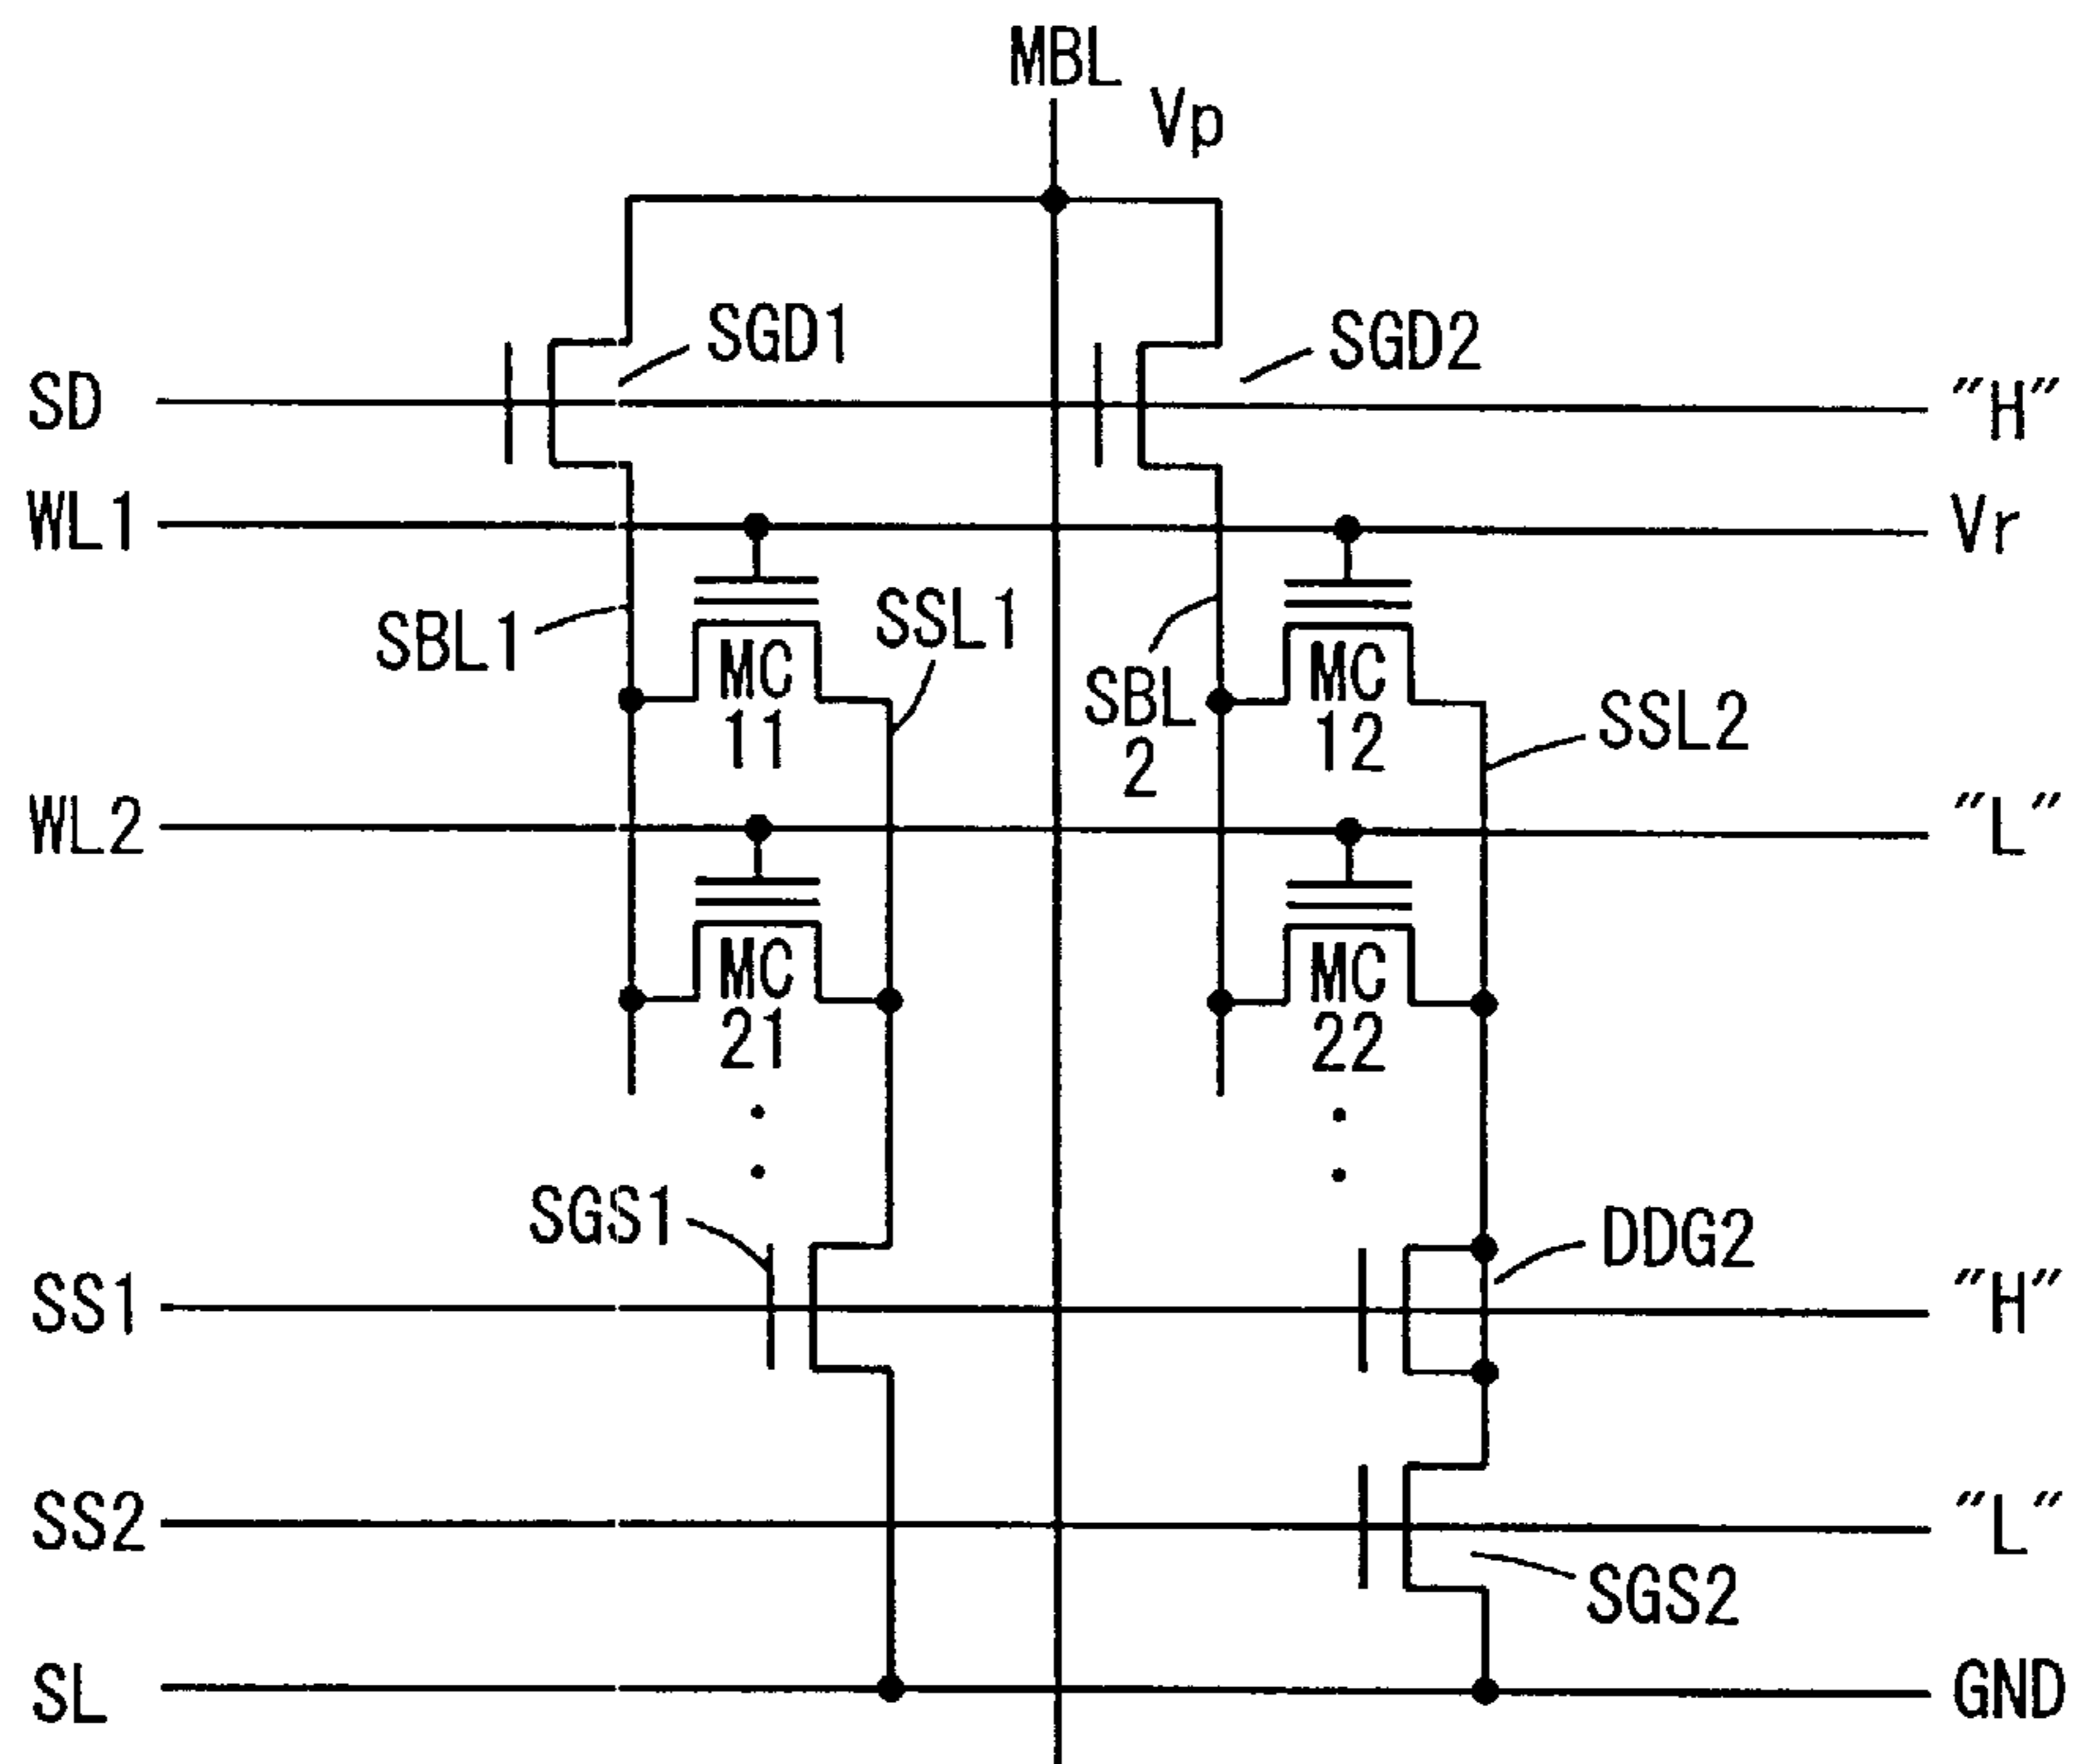 MBL
Vp
SGD1
SGD2
SD
"H"
WL1
Vr
SBL1
MC
11
SSL1
SBL
2
MC
12
SSL2
WL2
"L"
MC
21
MC
22
SGS1
DDG2
SS1
"H"
SS2
"L"
SGS2
SL
GND